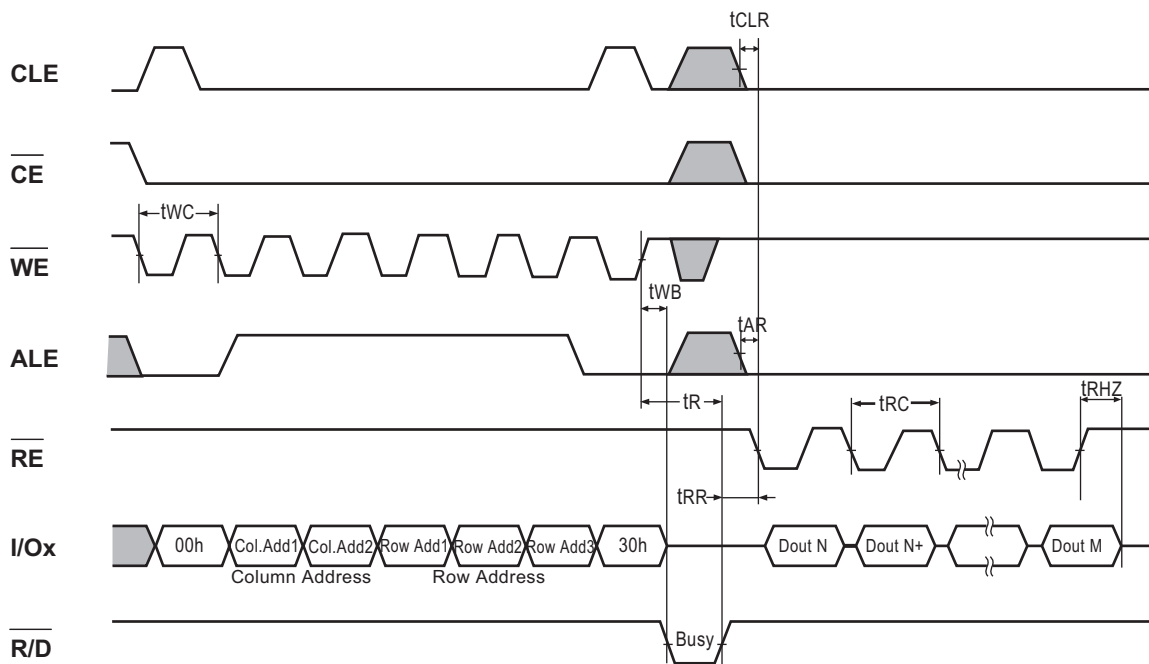 tCLR
CLE
CE
tWC
WE
tWB
tAR
ALE
tR
tRC
tRHZ
RE
tRR
I/Ox
00h
Col.Add1
Col.Add2
Row Add1
Row Add2
Row Add3
30h
Dout N
Dout N+
Dout M
Column Address
Row Address
R/D
Busy